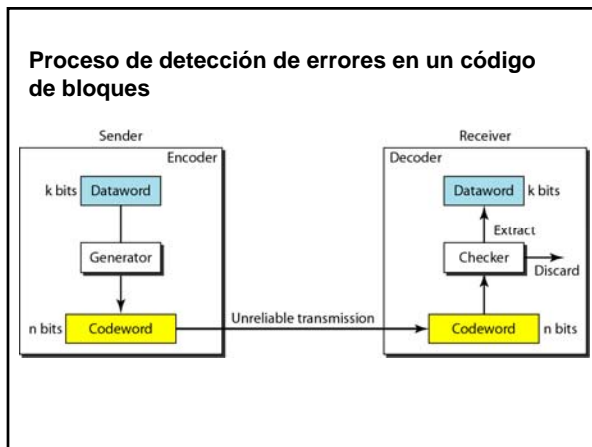 Proceso de detección de errores en un código
de bloques
Sender
Receiver
Encoder
Decoder
k bits
Dataword
Dataword
k bits
Extract
Generator
Checker
Discard
Unreliable transmission
n bits
Codeword
Codeword
n bits